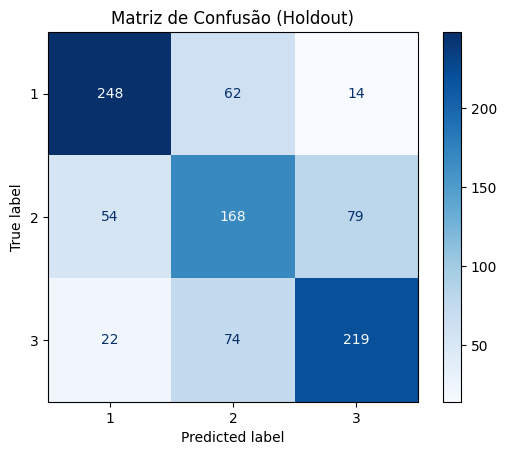 Matriz de Confusão (Holdout)
1 248 62 14
2 54 168 79
3 22 74 219
1 2 3
True label
Predicted label
200
150
100
50